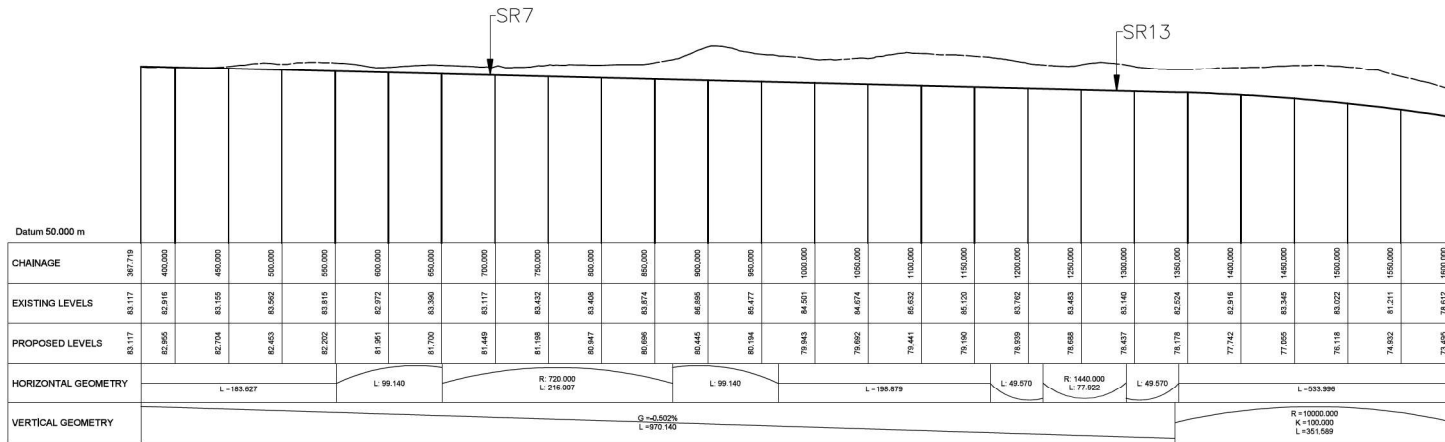 SR7
SR13
Datum 50.000 m
CHAINAGE 367.719 400.000 450.000 500.000 550.000 600.000 650.000 700.000 750.000 800.000 850.000 900.000 950.000 1000.000 1050.000 1100.000 1150.000 1200.000 1250.000 1300.000 1350.000 1400.000 1450.000 1500.000 1550.000 1600.000
EXISTING LEVELS 83.117 82.916 83.155 83.562 83.815 82.972 83.390 83.117 83.432 83.408 83.874 86.895 85.477 84.501 84.674 85.632 85.120 83.762 83.483 83.140 82.524 82.916 83.345 83.022 81.211 78.612
PROPOSED LEVELS 83.117 82.955 82.704 82.453 82.202 81.951 81.700 81.449 81.198 80.947 80.696 80.445 80.194 79.943 79.692 79.441 79.190 78.939 78.688 78.437 78.178 77.742 77.055 76.118 74.932 73.495
HORIZONTAL GEOMETRY L =183.627 L: 99.140 R: 720.000 L: 216.007 L: 99.140 L =198.879 L: 49.570 R: 1440.000 L: 77.922 L: 49.570 L =533.996
VERTICAL GEOMETRY G =-0.502% L =970.140 R =10000.000 K =100.000 L =351.589